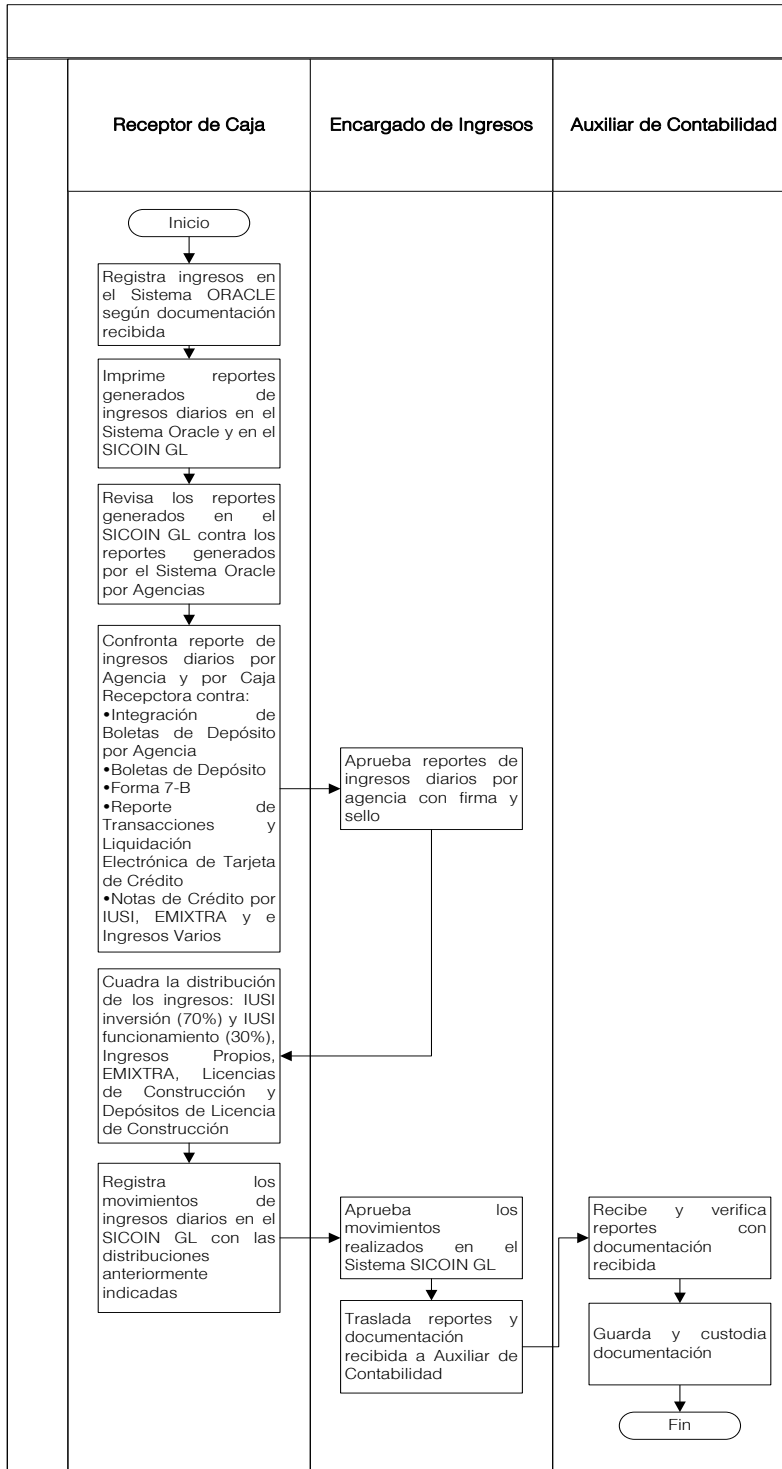 Receptor de Caja
Encargado de Ingresos
Auxiliar de Contabilidad
Inicio
Registra ingresos en
el Sistema ORACLE
según documentación
recibida
Imprime reportes
generados de
ingresos diarios en el
Sistema Oracle y en el
SICOIN GL
Revisa los reportes
generados en el
SICOIN GL contra los
reportes generados
por el Sistema Oracle
por Agencias
Confronta reporte de
ingresos diarios por
Agencia y por Caja
Recepctora contra:
•Integración de
Boletas de Depósito
por Agencia
•Boletas de Depósito
•Forma 7-B
•Reporte de
Transacciones y
Liquidación
Electrónica de Tarjeta
de Crédito
•Notas de Crédito por
IUSI, EMIXTRA y e
Ingresos Varios
Aprueba reportes de
ingresos diarios por
agencia con firma y
sello
Cuadra la distribución
de los ingresos: IUSI
inversión (70%) y IUSI
funcionamiento (30%),
Ingresos Propios,
EMIXTRA, Licencias
de Construcción y
Depósitos de Licencia
de Construcción
Registra los
movimientos de
ingresos diarios en el
SICOIN GL con las
distribuciones
anteriormente
indicadas
Aprueba los
movimientos
realizados en el
Sistema SICOIN GL
Traslada reportes y
documentación
recibida a Auxiliar de
Contabilidad
Recibe y verifica
reportes con
documentación
recibida
Guarda y custodia
documentación
Fin